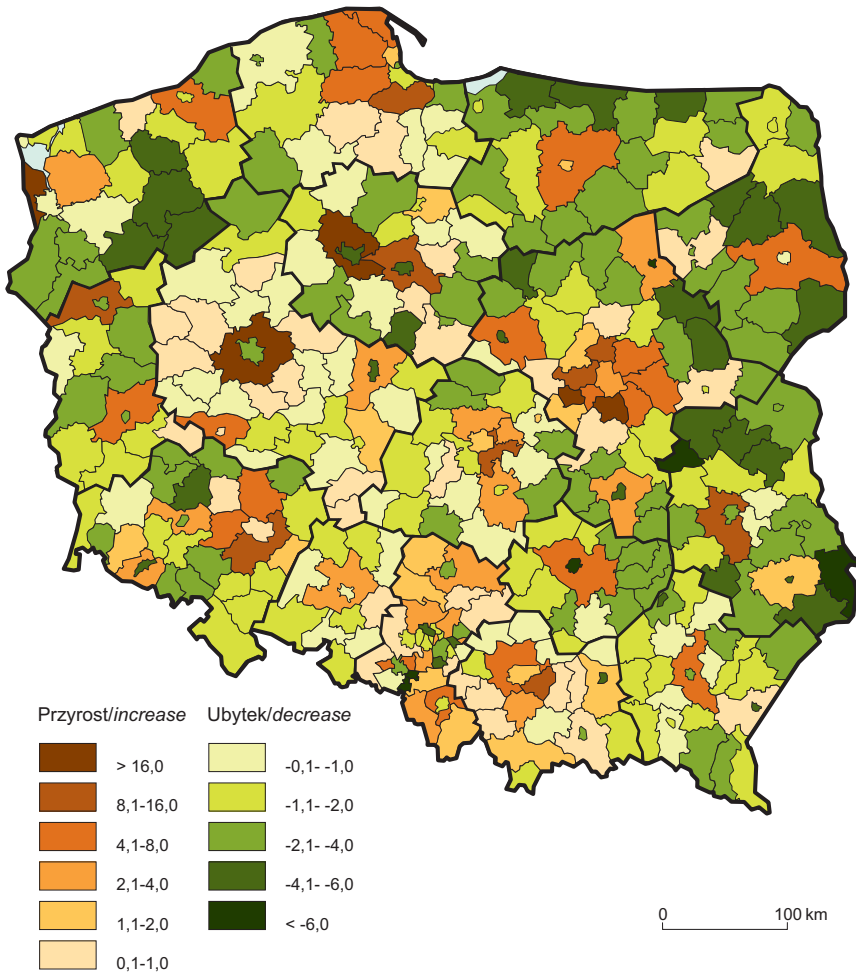 Przyrost/increase Ubytek/decrease
> 16,0 -0,1- -1,0
8,1-16,0 -1,1- -2,0
4,1-8,0 -2,1- -4,0
2,1-4,0 -4,1- -6,0
1,1-2,0 < -6,0
0,1-1,0
0 100 km